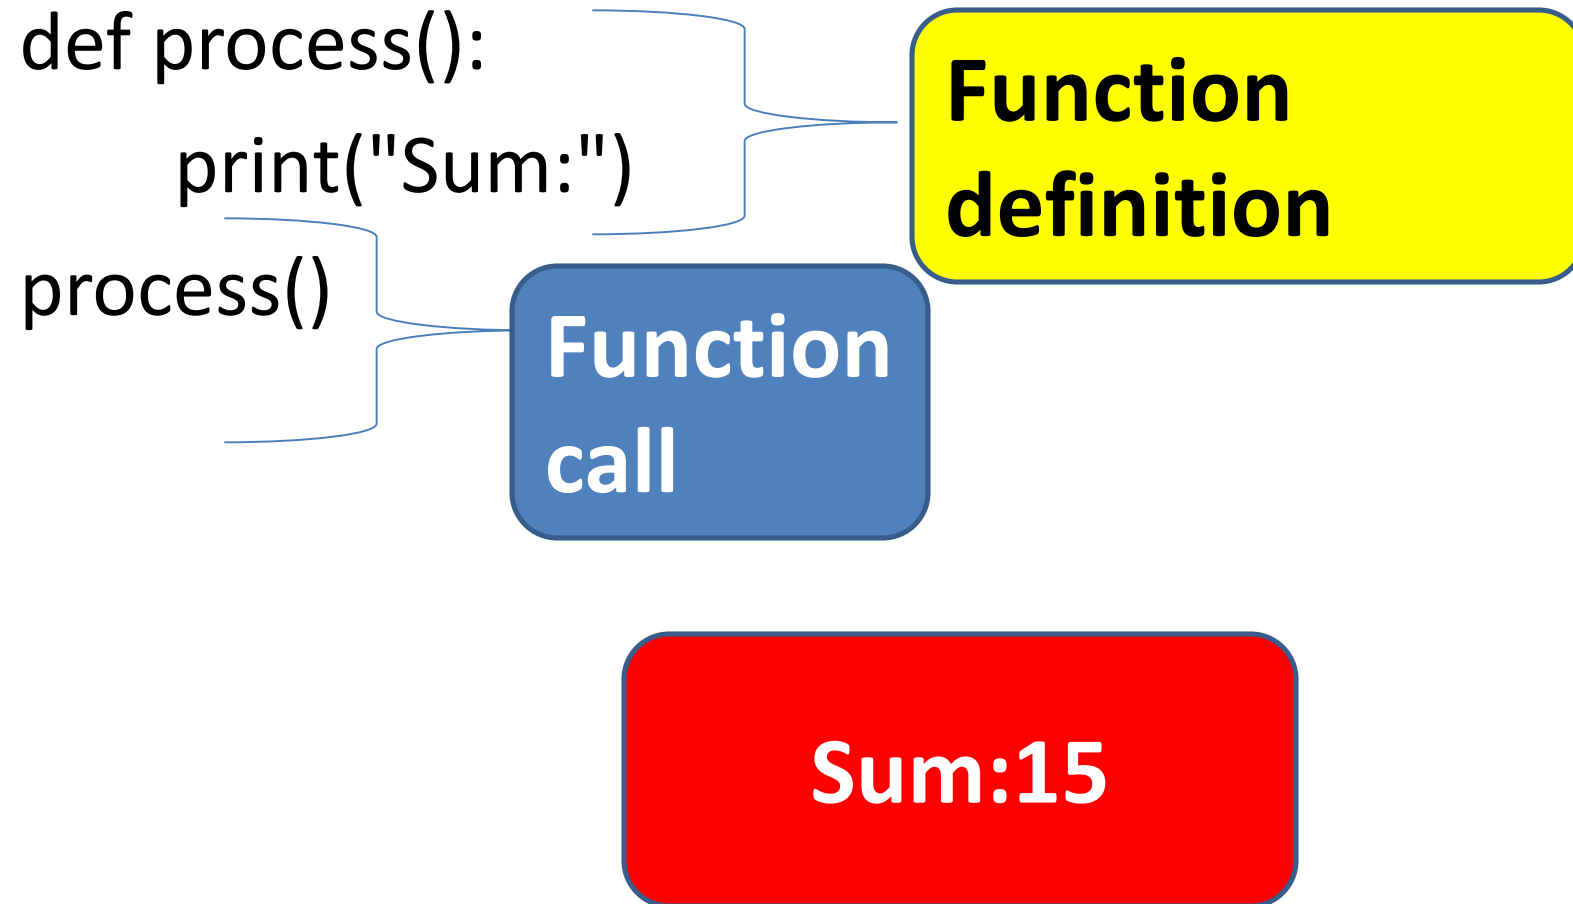 def process():
print("Sum:")
process()
Function
definition
Function
call
Sum:15